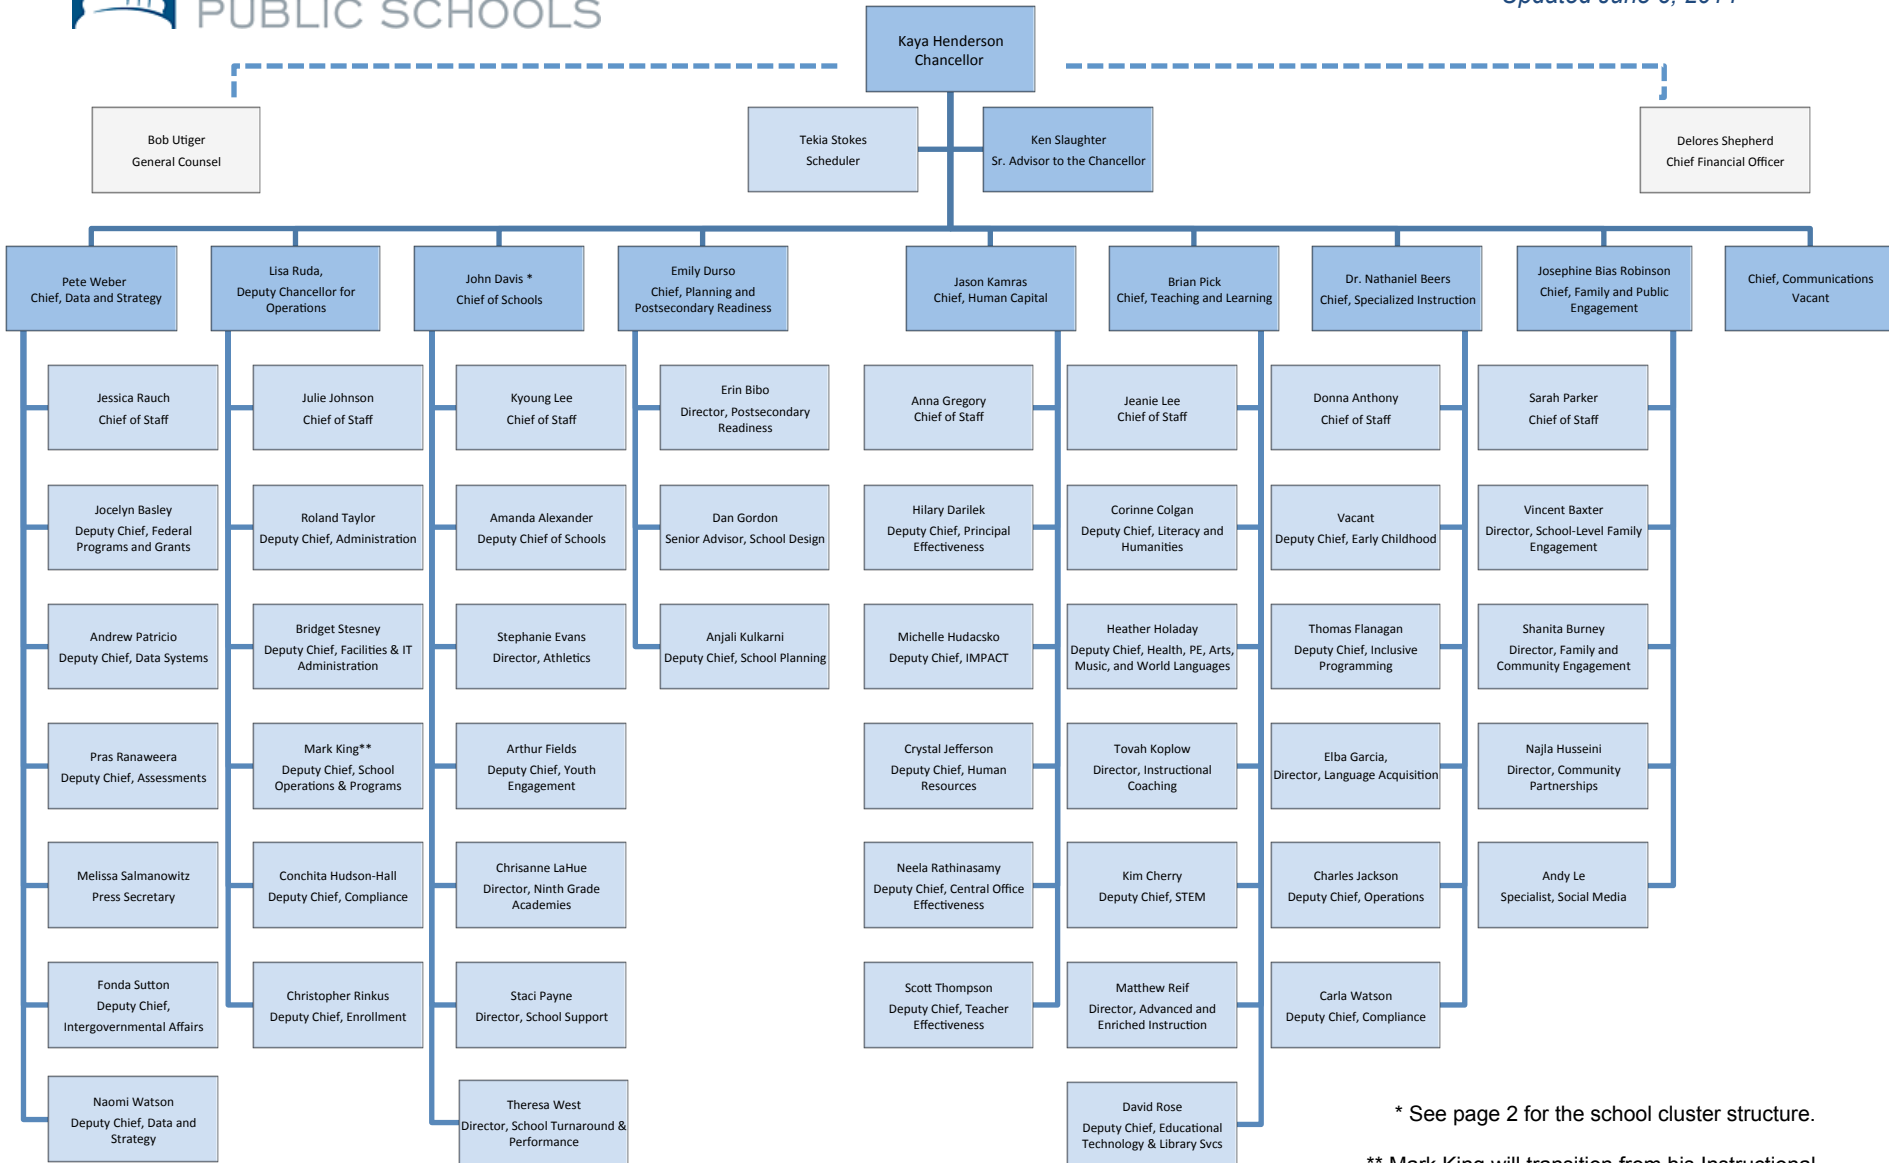 PUBLIC SCHOOLS
Kaya Henderson
Chancellor
Bob Utiger
General Counsel
Tekia Stokes
Scheduler
Ken Slaughter
Sr. Advisor to the Chancellor
Delores Shepherd
Chief Financial Officer
Pete Weber
Chief, Data and Strategy
Lisa Ruda,
Deputy Chancellor for
Operations
John Davis *
Chief of Schools
Emily Durso
Chief, Planning and
Postsecondary Readiness
Jason Kamras
Chief, Human Capital
Brian Pick
Chief, Teaching and Learning
Dr. Nathaniel Beers
Chief, Specialized Instruction
Josephine Bias Robinson
Chief, Family and Public
Engagement
Chief, Communications
Vacant
Jessica Rauch
Chief of Staff
Julie Johnson
Chief of Staff
Kyoung Lee
Chief of Staff
Erin Bibo
Director, Postsecondary
Readiness
Anna Gregory
Chief of Staff
Jeanie Lee
Chief of Staff
Donna Anthony
Chief of Staff
Sarah Parker
Chief of Staff
Jocelyn Basley
Deputy Chief, Federal
Programs and Grants
Roland Taylor
Deputy Chief, Administration
Amanda Alexander
Deputy Chief of Schools
Dan Gordon
Senior Advisor, School Design
Hilary Darilek
Deputy Chief, Principal
Effectiveness
Corinne Colgan
Deputy Chief, Literacy and
Humanities
Vacant
Deputy Chief, Early Childhood
Vincent Baxter
Director, School-Level Family
Engagement
Andrew Patricio
Deputy Chief, Data Systems
Bridget Stesney
Deputy Chief, Facilities & IT
Administration
Stephanie Evans
Director, Athletics
Anjali Kulkarni
Deputy Chief, School Planning
Michelle Hudacsko
Deputy Chief, IMPACT
Heather Holaday
Deputy Chief, Health, PE, Arts,
Music, and World Languages
Thomas Flanagan
Deputy Chief, Inclusive
Programming
Shanita Burney
Director, Family and
Community Engagement
Pras Ranaweera
Deputy Chief, Assessments
Mark King**
Deputy Chief, School
Operations & Programs
Arthur Fields
Deputy Chief, Youth
Engagement
Crystal Jefferson
Deputy Chief, Human
Resources
Tovah Koplow
Director, Instructional
Coaching
Elba Garcia,
Director, Language Acquisition
Najla Husseini
Director, Community
Partnerships
Melissa Salmanowitz
Press Secretary
Conchita Hudson-Hall
Deputy Chief, Compliance
Chrisanne LaHue
Director, Ninth Grade
Academies
Neela Rathinasamy
Deputy Chief, Central Office
Effectiveness
Kim Cherry
Deputy Chief, STEM
Charles Jackson
Deputy Chief, Operations
Andy Le
Specialist, Social Media
Fonda Sutton
Deputy Chief,
Intergovernmental Affairs
Christopher Rinkus
Deputy Chief, Enrollment
Staci Payne
Director, School Support
Scott Thompson
Deputy Chief, Teacher
Effectiveness
Matthew Reif
Director, Advanced and
Enriched Instruction
Carla Watson
Deputy Chief, Compliance
Naomi Watson
Deputy Chief, Data and
Strategy
Theresa West
Director, School Turnaround &
Performance
David Rose
Deputy Chief, Educational
Technology & Library Svcs
* See page 2 for the school cluster structure.
** Mark King will transition from his Instructional